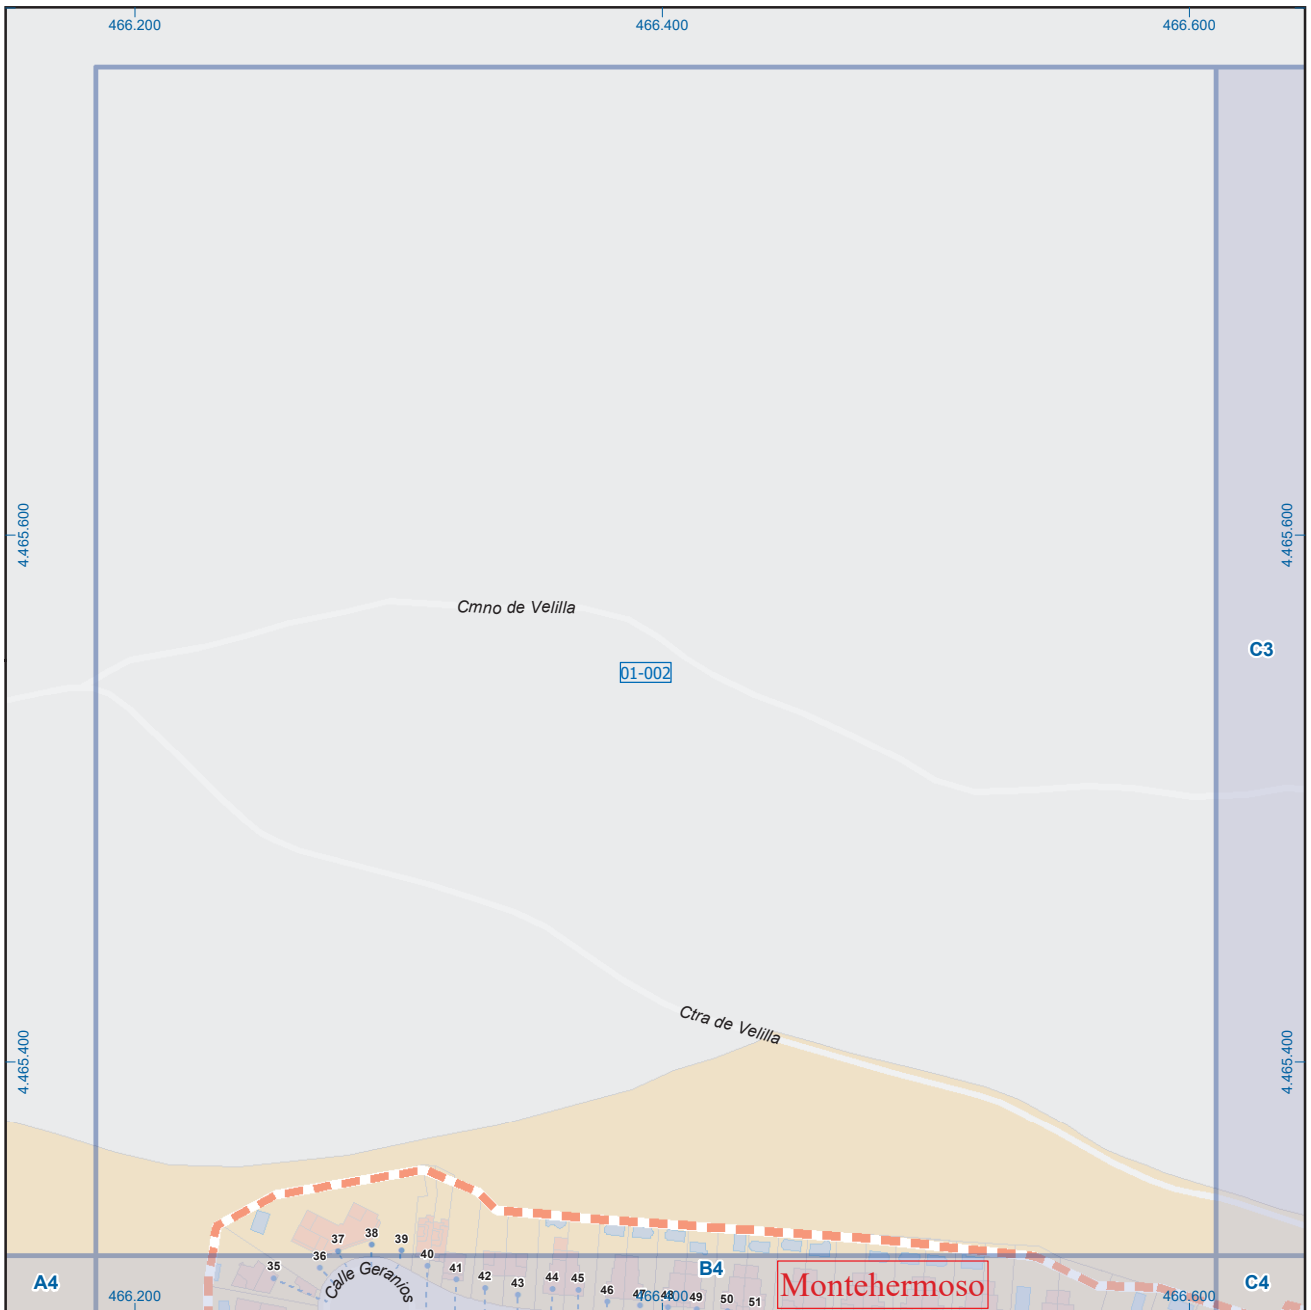 466.200 466.400 466.600
4.465.600 4.465.600
Cmno de Velilla
C3
01-002
Ctra de Velilla
4.465.400 4.465.400
35 36 37 38 39 40 41 42 43 44 45 46 47 48 49 50 51
Calle Geranios
A4 B4 C4
Montehermoso
466.200 466.400 466.600